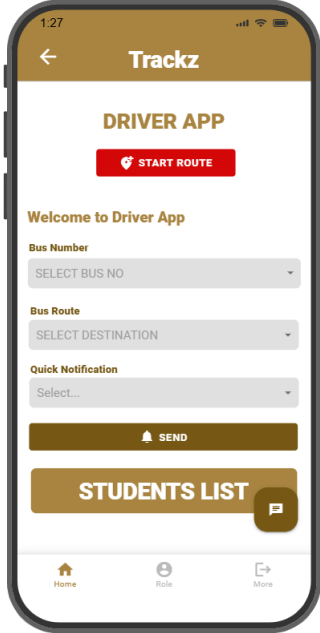 1:27
Trackz
DRIVER APP
START ROUTE
Welcome to Driver App
Bus Number
SELECT BUS NO
Bus Route
SELECT DESTINATION
Quick Notification
Select...
SEND
STUDENTS LIST
Home Role More